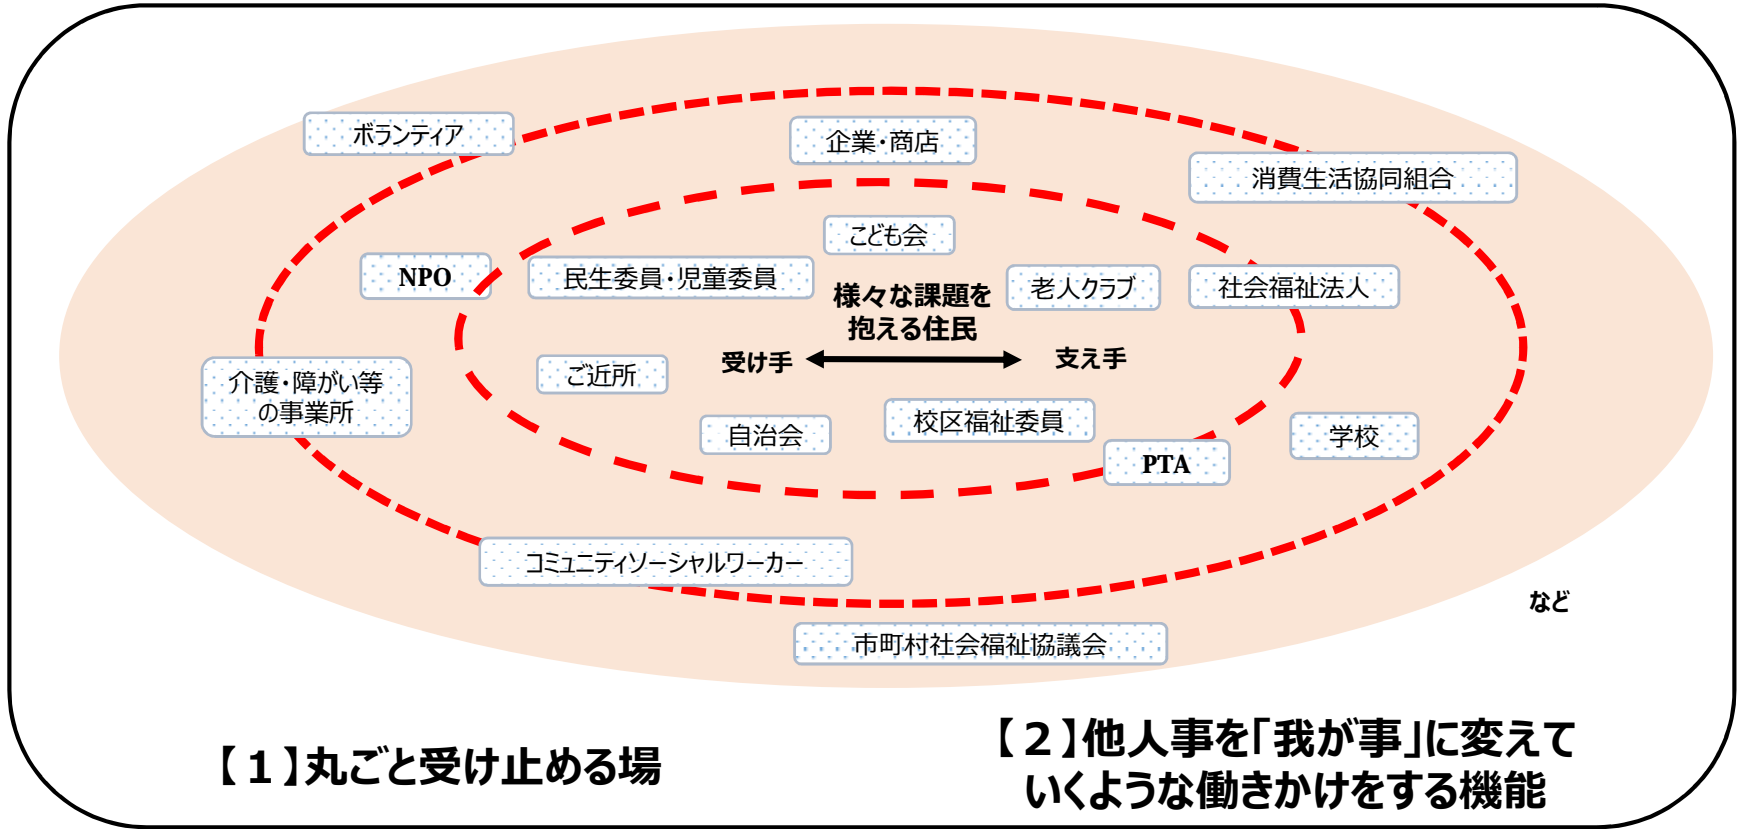 ボランティア
企業・商店
消費生活協同組合
こども会
NPO
民生委員・児童委員
老人クラブ
社会福祉法人
様々な課題を
抱える住民
受け手
支え手
ご近所
介護・障がい等
の事業所
自治会
校区福祉委員
学校
PTA
コミュニティソーシャルワーカー
など
市町村社会福祉協議会
【１】丸ごと受け止める場
【２】他人事を「我が事」に変えて
いくような働きかけをする機能